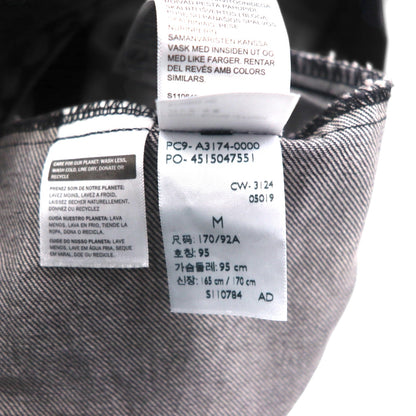 SAMAN VÄRISTEN KANSSA
VASK MED INNSIDEN UT OG
MED LIKE FARGER. RENTAR
DEL REVÉS AMB COLORS
SIMILARS
PC9- A3174-0000
PO- 4515047551
CW- 3124
05019
M
尺码: 170/92A
호칭: 95
가슴둘레: 95 cm
신장: 165 cm / 170 cm
S110784 AD
CARE FOR OUR PLANET: WASH LESS,
WASH COLD, LINE DRY, DONATE OR
RECYCLE
PRENEZ SOIN DE NOTRE PLANÈTE:
LAVEZ MOINS, LAVEZ À FROID,
SÉCHEZ NATURELLEMENT,
DONNEZ OU RECYCLEZ
CUIDA NUESTRO PLANETA: LAVA
MENOS, LAVA EN FRÍO, TIENDE
LA ROPA, DONA O RECICLA
CUIDE DO NOSSO PLANETA: LAVE
MENOS, LAVE EM ÁGUA FRIA, SEQUE
EM VARAL, DOE OU RECICLE